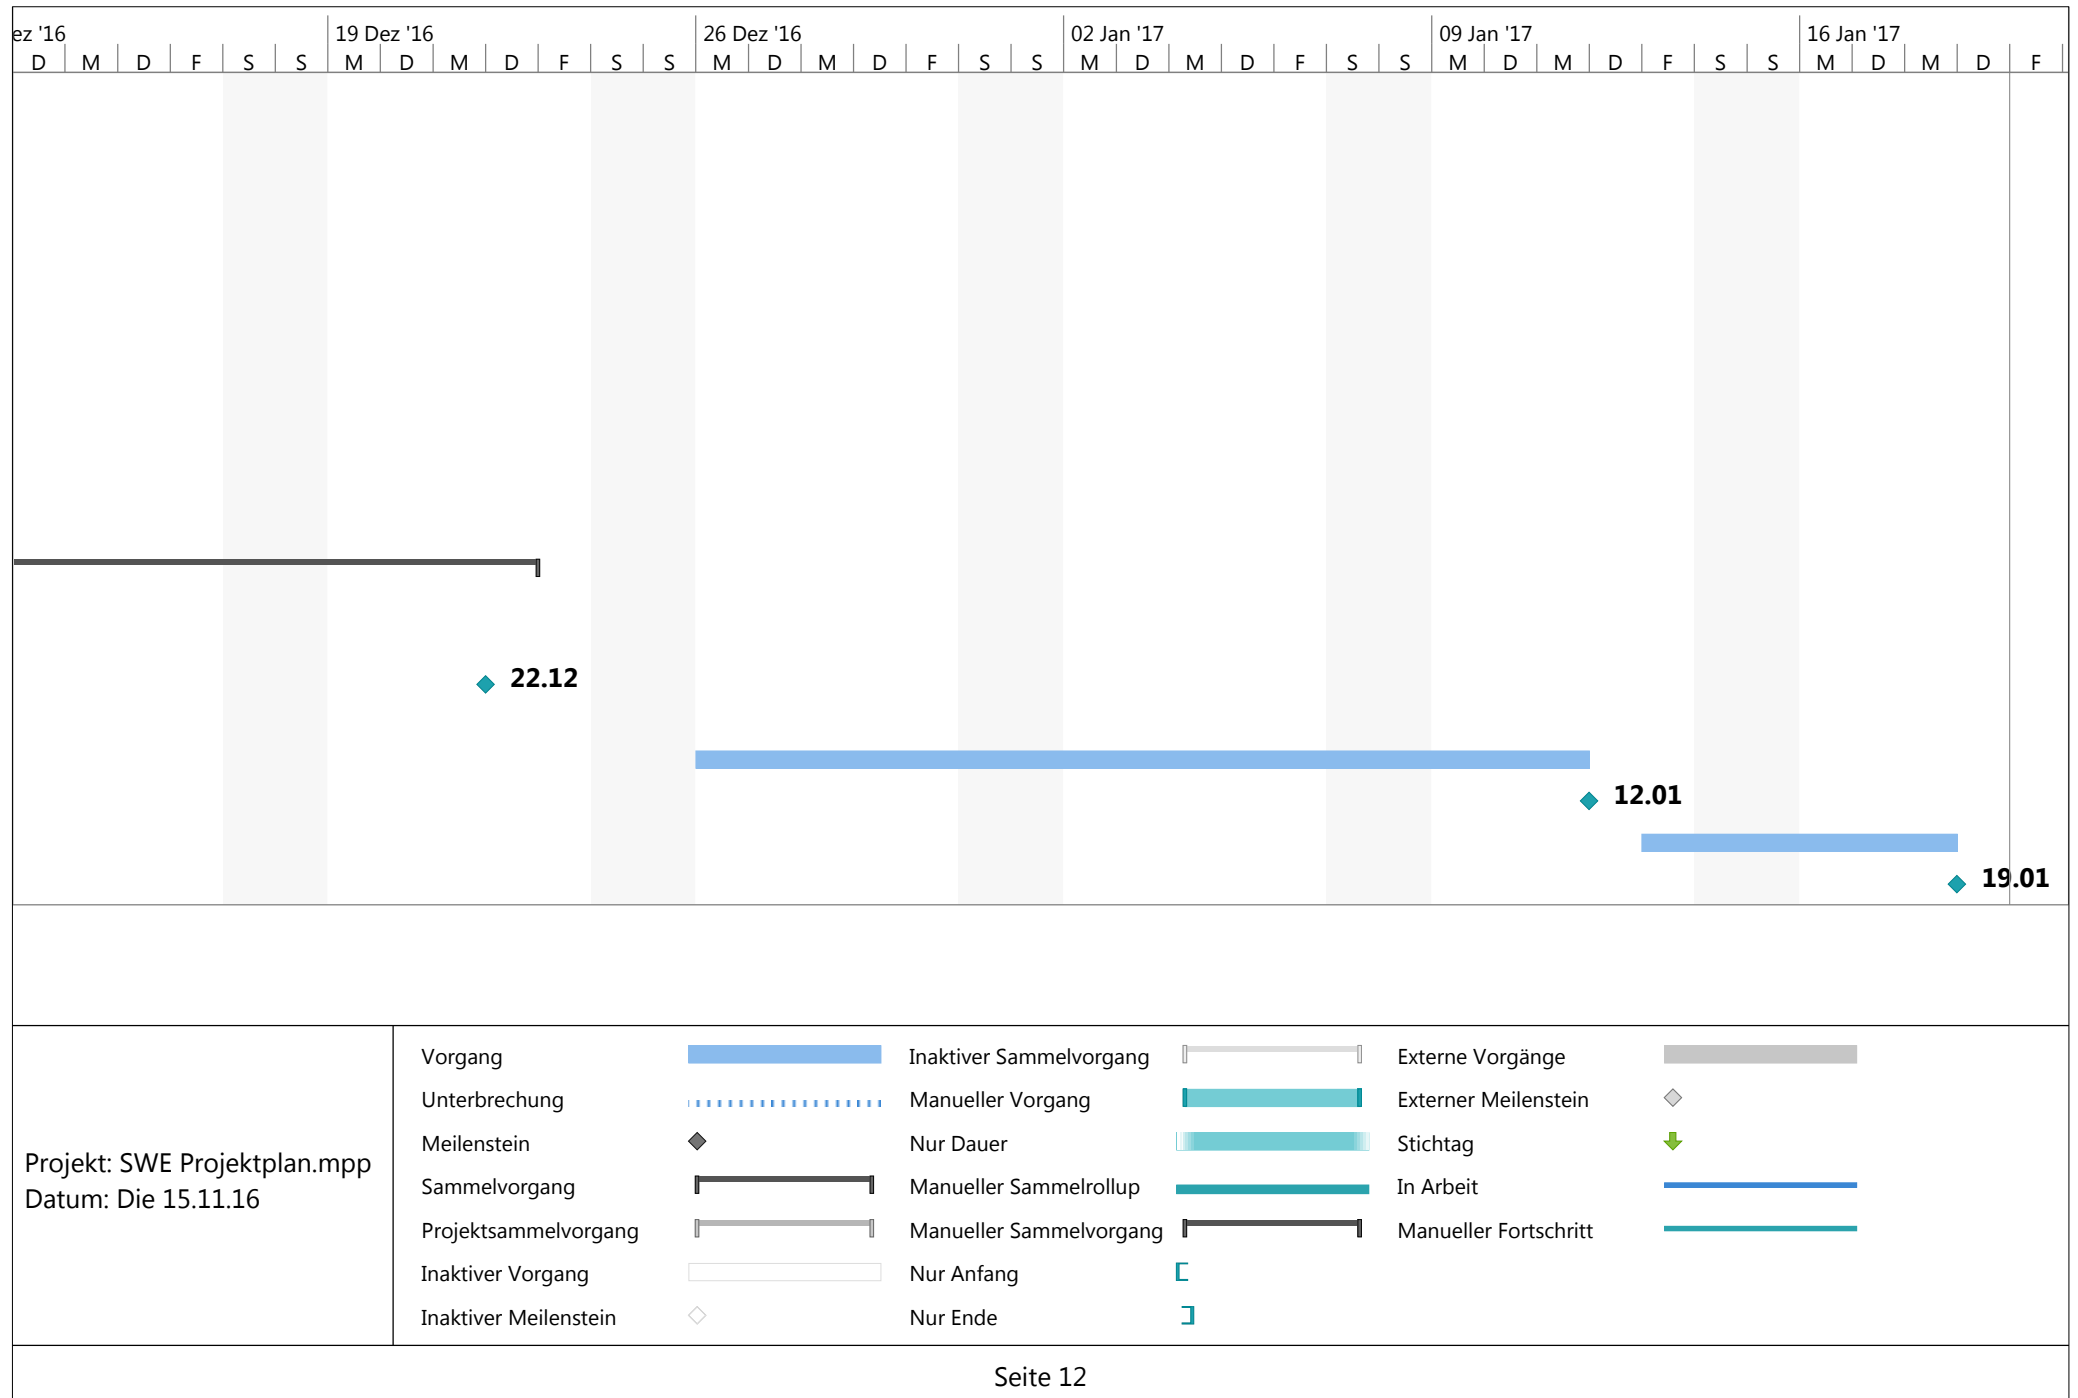 ez '16 19 Dez '16 26 Dez '16 02 Jan '17 09 Jan '17 16 Jan '17
D M D F S S M D M D F S S M D M D F S S M D M D F S S M D M D F S S M D M D F
22.12
12.01
19.01
Projekt: SWE Projektplan.mpp
Datum: Die 15.11.16
Vorgang
Unterbrechung
Meilenstein
Sammelvorgang
Projektsammelvorgang
Inaktiver Vorgang
Inaktiver Meilenstein
Inaktiver Sammelvorgang
Manueller Vorgang
Nur Dauer
Manueller Sammelrollup
Manueller Sammelvorgang
Nur Anfang
Nur Ende
Externe Vorgänge
Externer Meilenstein
Stichtag
In Arbeit
Manueller Fortschritt
Seite 12